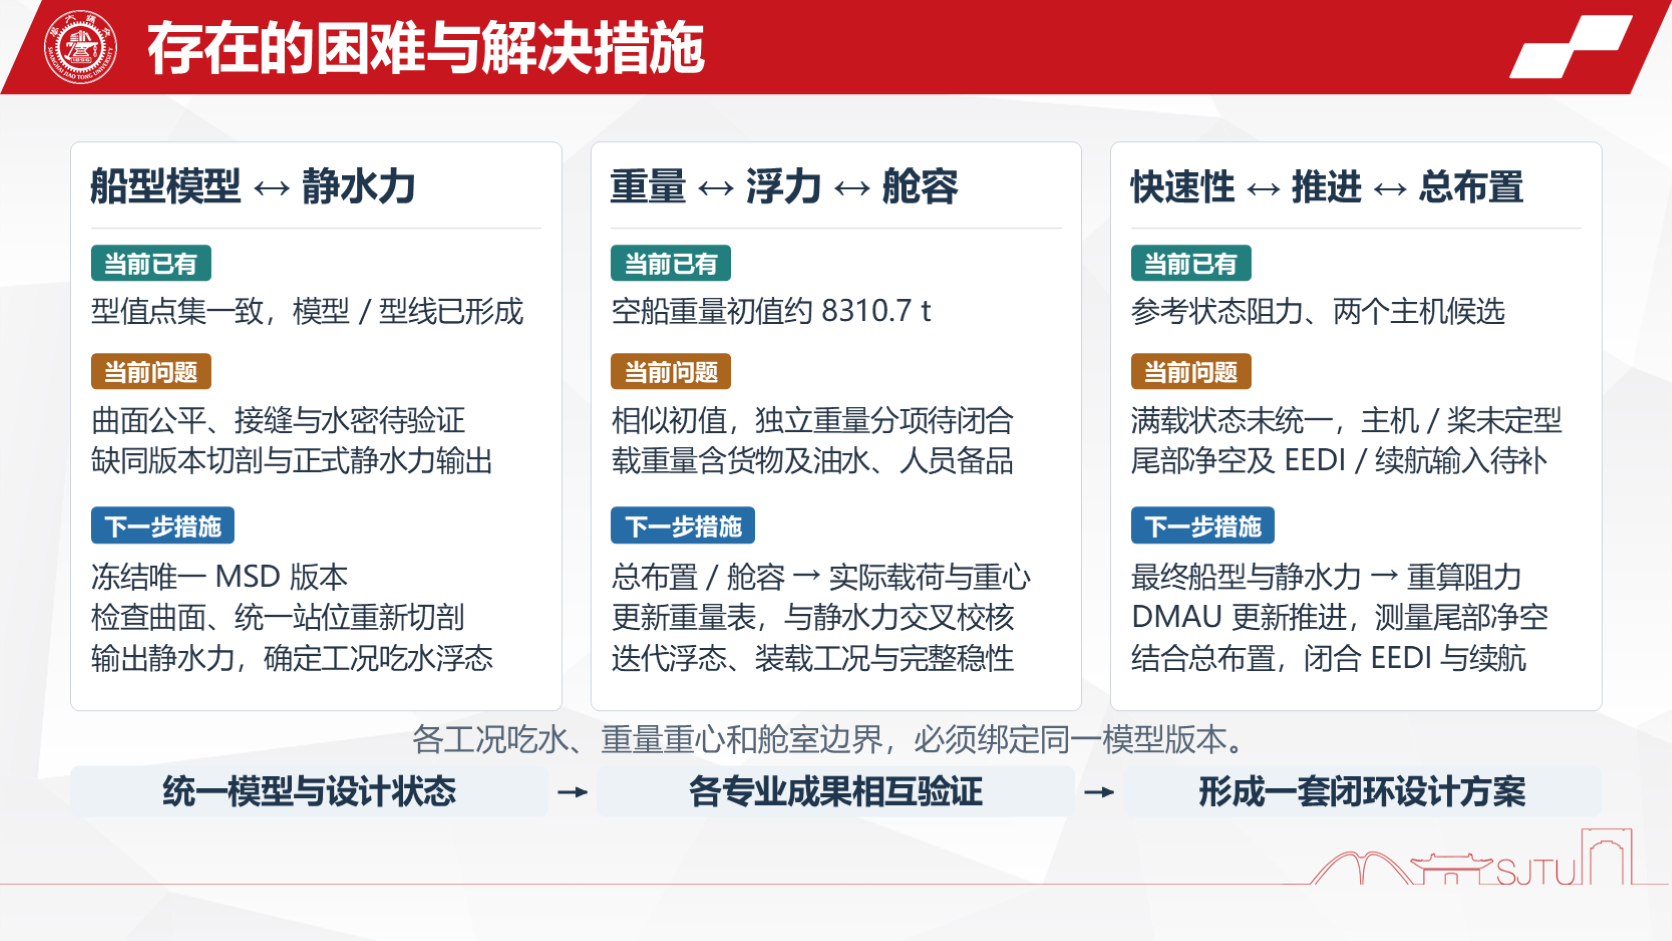 存在的困难与解决措施
船型模型 ↔ 静水力
当前已有
型值点集一致，模型 / 型线已形成
当前问题
曲面公平、接缝与水密待验证
缺同版本切剖与正式静水力输出
下一步措施
冻结唯一 MSD 版本
检查曲面、统一站位重新切剖
输出静水力，确定工况吃水浮态
重量 ↔ 浮力 ↔ 舱容
当前已有
空船重量初值约 8310.7 t
当前问题
相似初值，独立重量分项待闭合
载重量含货物及油水、人员备品
下一步措施
总布置 / 舱容 → 实际载荷与重心
更新重量表，与静水力交叉校核
迭代浮态、装载工况与完整稳性
快速性 ↔ 推进 ↔ 总布置
当前已有
参考状态阻力、两个主机候选
当前问题
满载状态未统一，主机 / 桨未定型
尾部净空及 EEDI / 续航输入待补
下一步措施
最终船型与静水力 → 重算阻力
DMAU 更新推进，测量尾部净空
结合总布置，闭合 EEDI 与续航
各工况吃水、重量重心和舱室边界，必须绑定同一模型版本。
统一模型与设计状态 → 各专业成果相互验证 → 形成一套闭环设计方案
SJTU